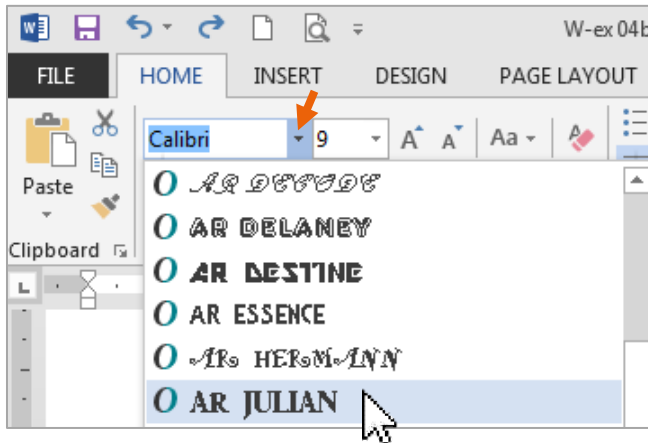 W-ex 04b
FILE HOME INSERT DESIGN PAGE LAYOUT
Calibri 9 A A Aa
Paste
Clipboard
L
O AR DECODE
O AR DELANEY
O AR DESTINE
O AR ESSENCE
O AR HERMANN
O AR JULIAN